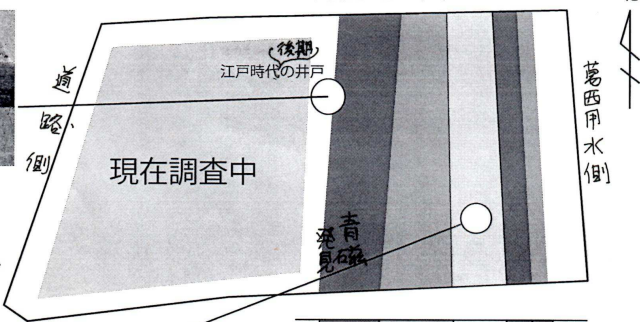 後期
江戸時代の井戸
道路側
現在調査中
青磁
発見
葛西用水側